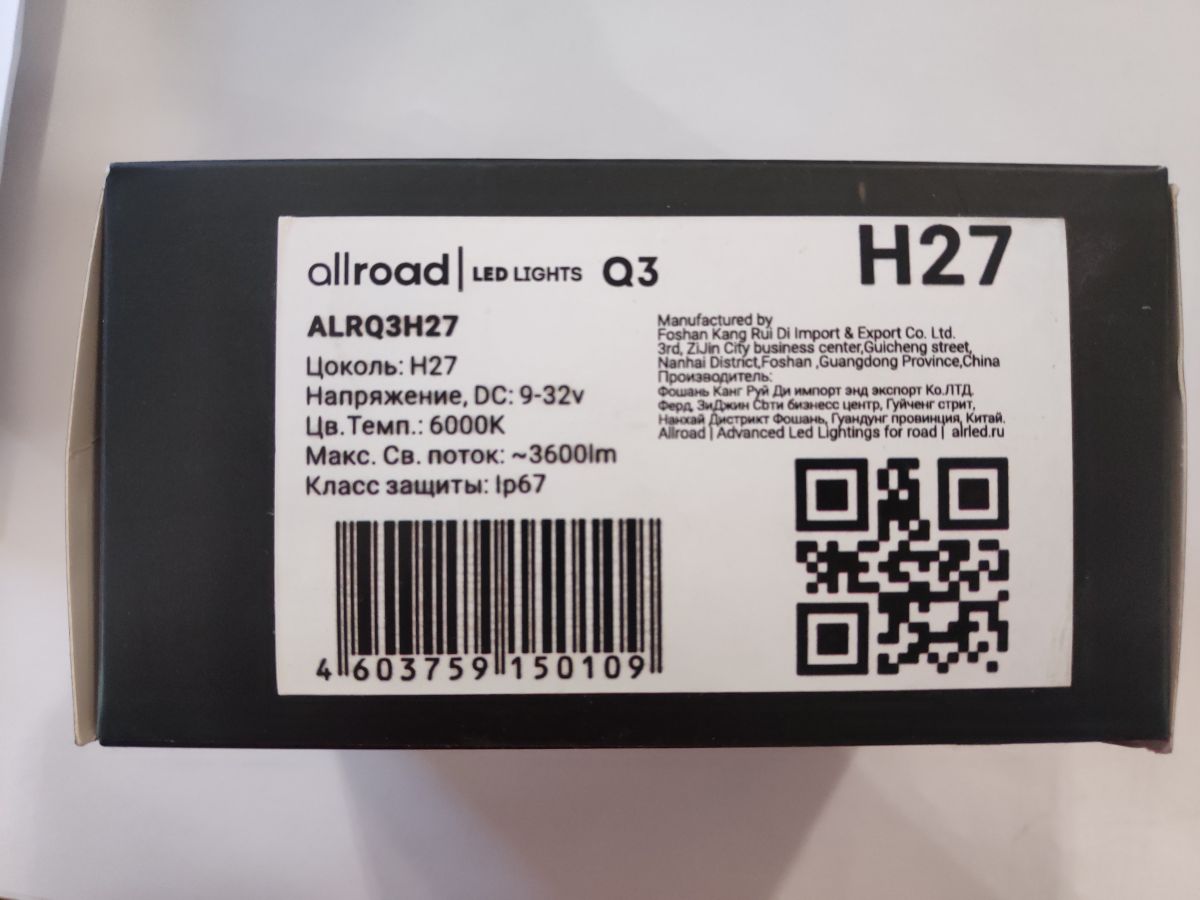 allroad | LED LIGHTS Q3
H27
ALRQ3H27
Цоколь: H27
Напряжение, DC: 9-32v
Цв.Темп.: 6000K
Макс. Св. поток: ~3600lm
Класс защиты: Ip67
4 603759 150109
Manufactured by
Foshan Kang Rui Di Import & Export Co. Ltd.
3rd, ZiJin City business center,Guicheng street,
Nanhai District,Foshan ,Guangdong Province,China
Производитель:
Фошань Канг Руй Ди импорт энд экспорт Ко.ЛТД.
Ферд, ЗиДжин Сbти бизнесс центр, Гуйченг стрит,
Нанхай Дистрикт Фошань, Гуандунг провинция, Китай.
Allroad | Advanced Led Lightings for road | alrled.ru